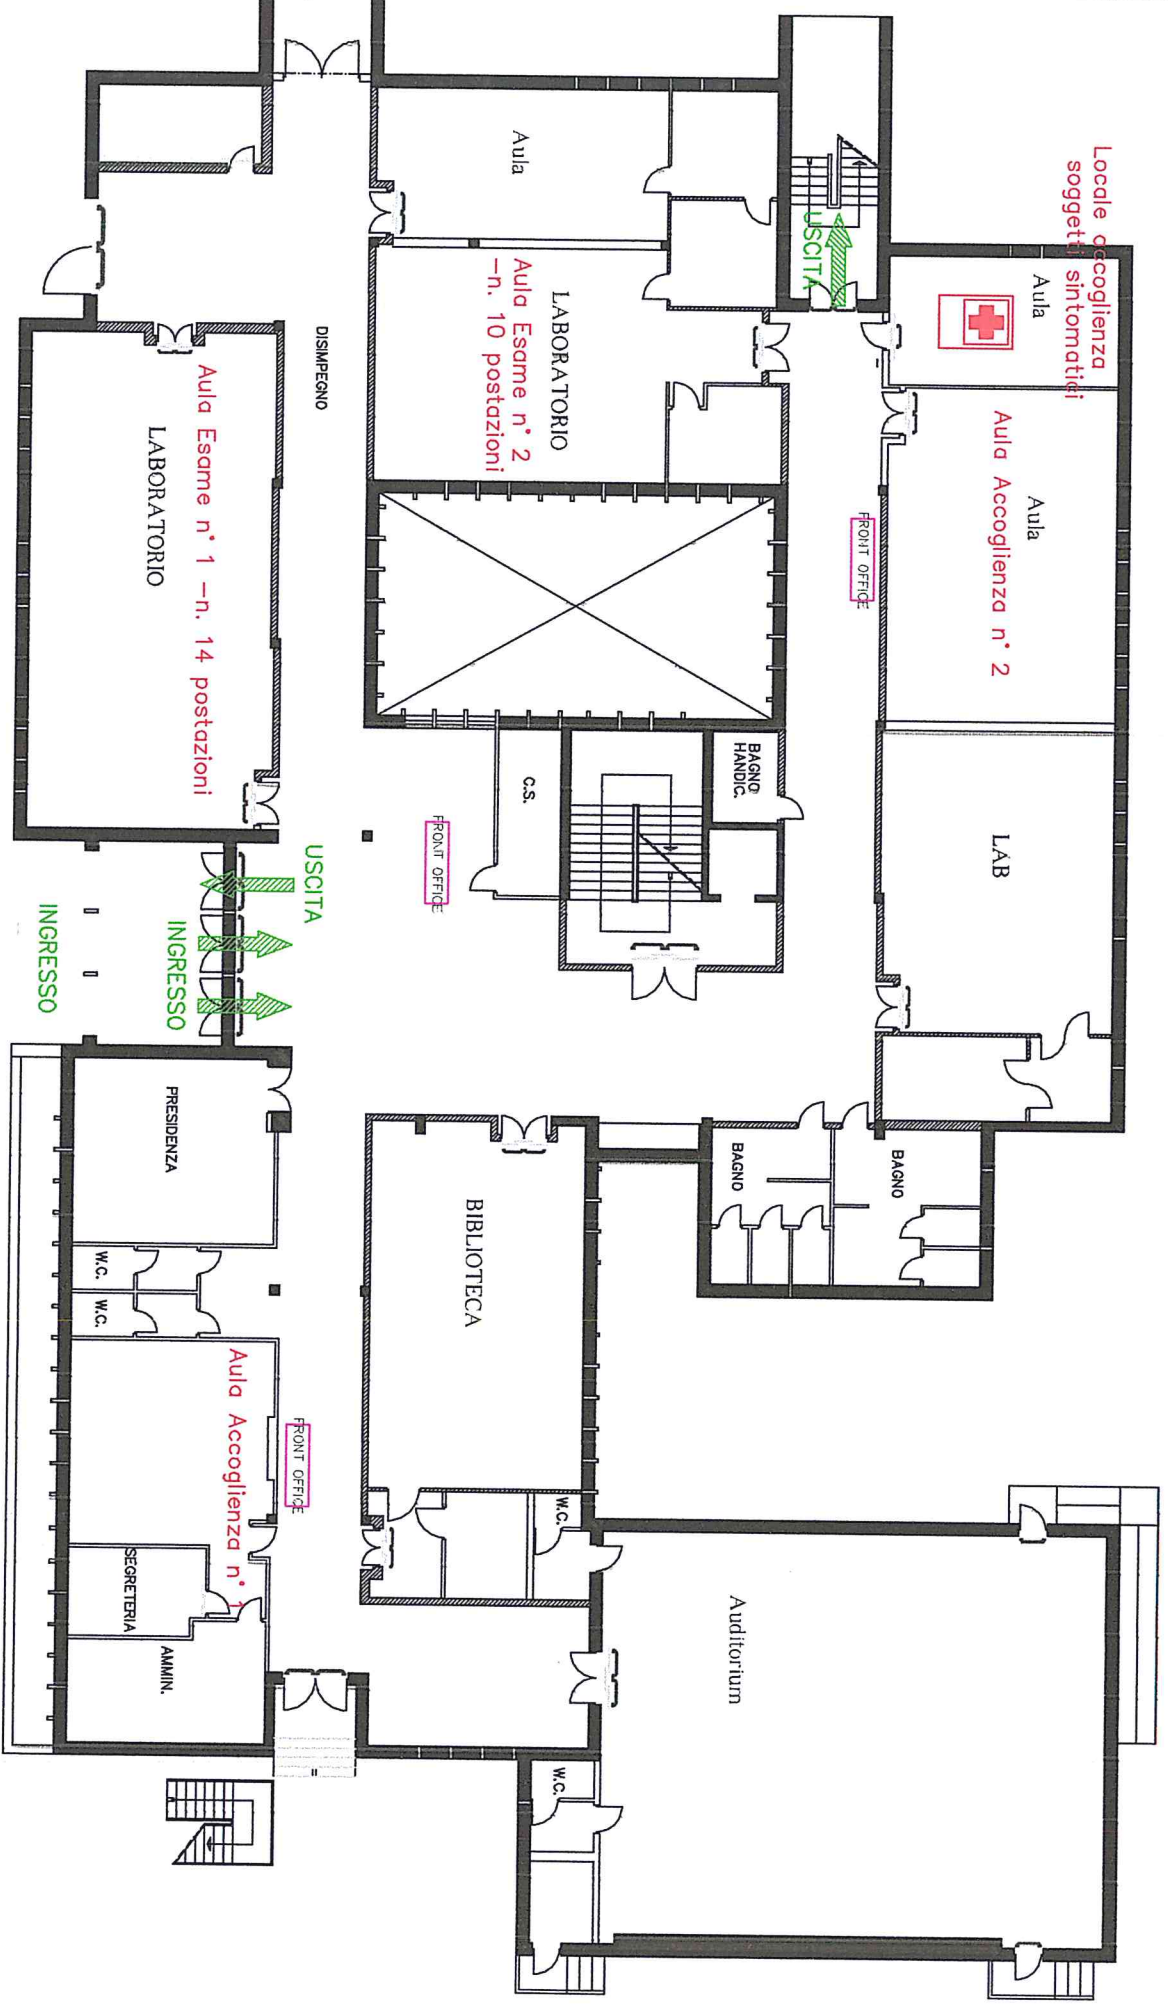 Locale accoglienza
soggetti sintomatici
Aula
Aula
Aula Accoglienza n° 2
LAB
USCITA
FRONT OFFICE
BAGNO
HANDIC.
C.S.
BAGNO
BAGNO
Aula
LABORATORIO
Aula Esame n° 2
-n. 10 postazioni
FRONT OFFICE
BIBLIOTECA
W.C.
Auditorium
W.C.
DISIMPEGNO
Aula Esame n° 1 -n. 14 postazioni
LABORATORIO
USCITA
INGRESSO
INGRESSO
PRESIDENZA
W.C.
W.C.
FRONT OFFICE
Aula Accoglienza n° 1
SEGRETERIA
AMMIN.